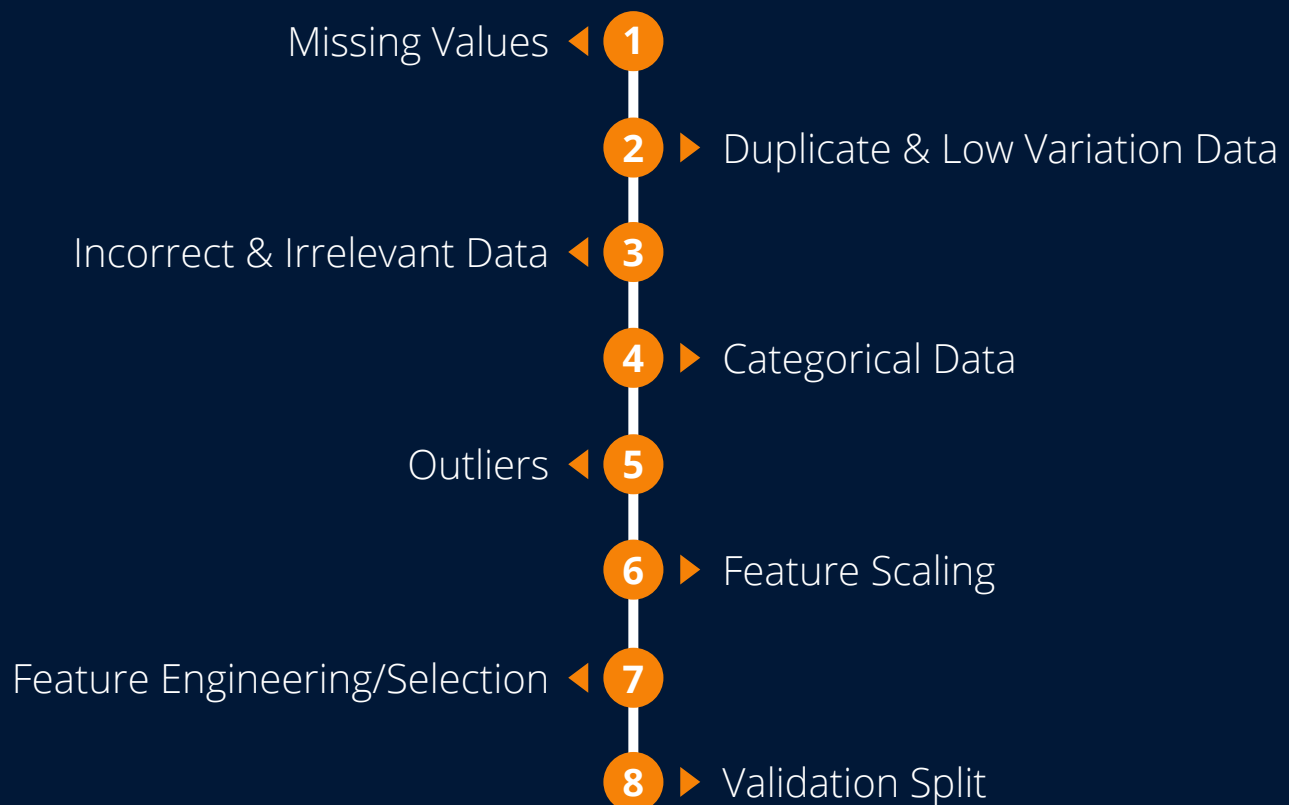 Missing Values 1
2 Duplicate & Low Variation Data
Incorrect & Irrelevant Data 3
4 Categorical Data
Outliers 5
6 Feature Scaling
Feature Engineering/Selection 7
8 Validation Split